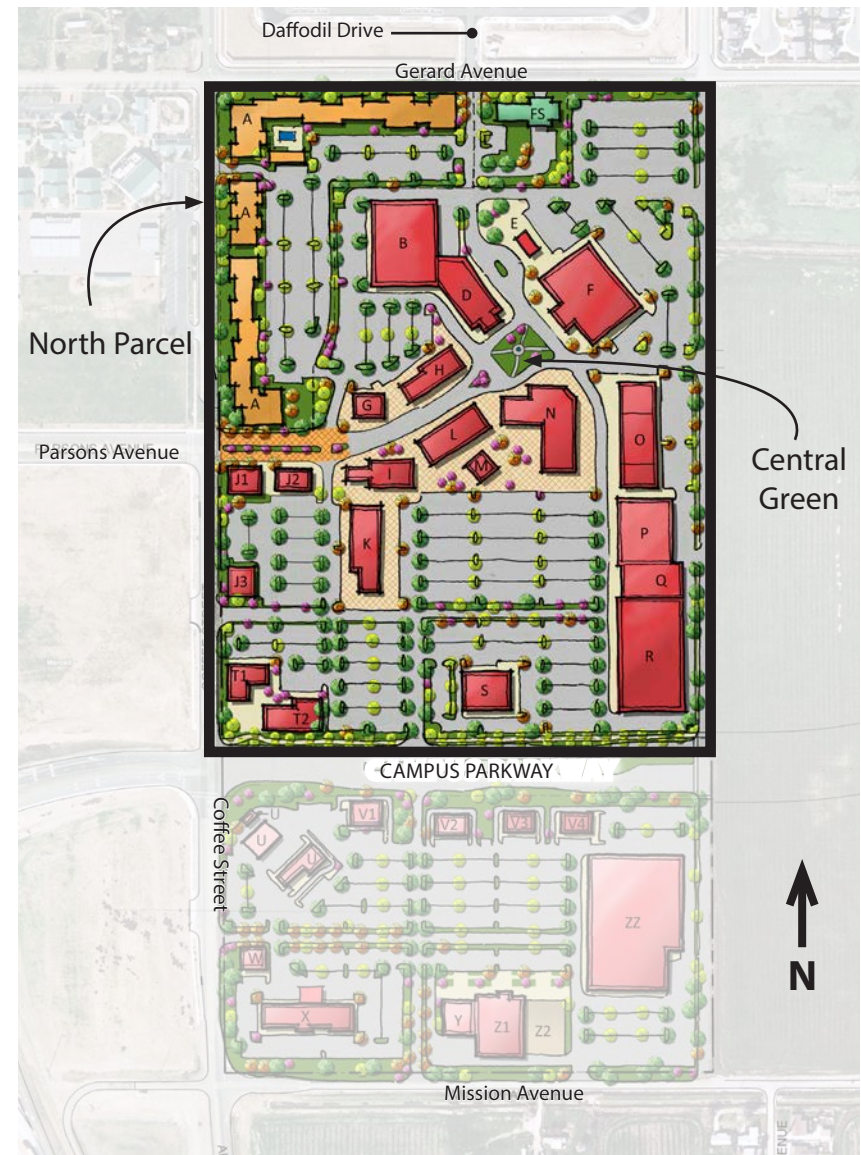 Daffodil Drive
Gerard Avenue
A
FS
A
E
B
F
D
North Parcel
H
A
G
N
O
L
Parsons Avenue
M
Central
Green
J1
J2
I
P
K
J3
Q
R
T1
S
T2
CAMPUS PARKWAY
Coffee Street
U
V1
V2
V3
V4
U
U
ZZ
W
N
X
Y
Z1
Z2
Mission Avenue